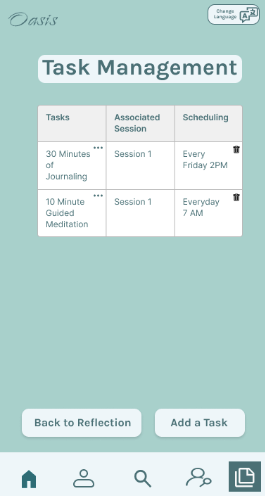 Oasis
Change
Language
Task Management
Tasks
Associated
Session
Scheduling
30 Minutes
of
Journaling
Session 1
Every
Friday 2PM
10 Minute
Guided
Meditation
Session 1
Everyday
7 AM
Back to Reflection
Add a Task